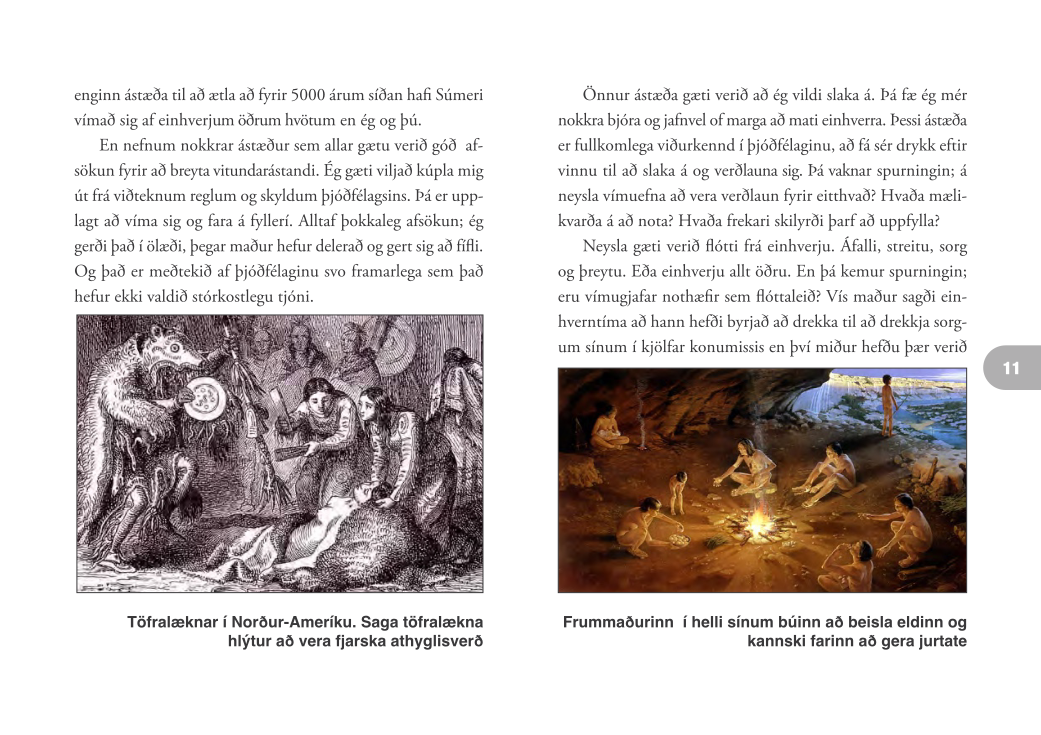 enginn ástæða til að ætla að fyrir 5000 árum síðan hafi Súmeri
vímað sig af einhverjum öðrum hvötum en ég og þú.
En nefnum nokkrar ástæður sem allar gætu verið góð af-
sökun fyrir að breyta vitundarástandi. Ég gæti viljað kúpla mig
út frá viðteknum reglum og skyldum þjóðfélagsins. Þá er upp-
lagt að víma sig og fara á fyllerí. Alltaf þokkaleg afsökun; ég
gerði það í ölæði, þegar maður hefur delerað og gert sig að fífli.
Og það er meðtekið af þjóðfélaginu svo framarlega sem það
hefur ekki valdið stórkostlegu tjóni.
Töfralæknar í Norður-Ameríku. Saga töfralækna
hlýtur að vera fjarska athyglisverð
Önnur ástæða gæti verið að ég vildi slaka á. Þá fæ ég mér
nokkra bjóra og jafnvel of marga að mati einhverra. Þessi ástæða
er fullkomlega viðurkennd í þjóðfélaginu, að fá sér drykk eftir
vinnu til að slaka á og verðlauna sig. Þá vaknar spurningin; á
neysla vímuefna að vera verðlaun fyrir eitthvað? Hvaða mæli-
kvarða á að nota? Hvaða frekari skilyrði þarf að uppfylla?
Neysla gæti verið flótti frá einhverju. Áfalli, streitu, sorg
og þreytu. Eða einhverju allt öðru. En þá kemur spurningin;
eru vímugjafar nothæfir sem flóttaleið? Vís maður sagði ein-
hverntíma að hann hefði byrjað að drekka til að drekkja sorg-
um sínum í kjölfar konumissis en því miður hefðu þær verið
11
Frummaðurinn í helli sínum búinn að beisla eldinn og
kannski farinn að gera jurtate